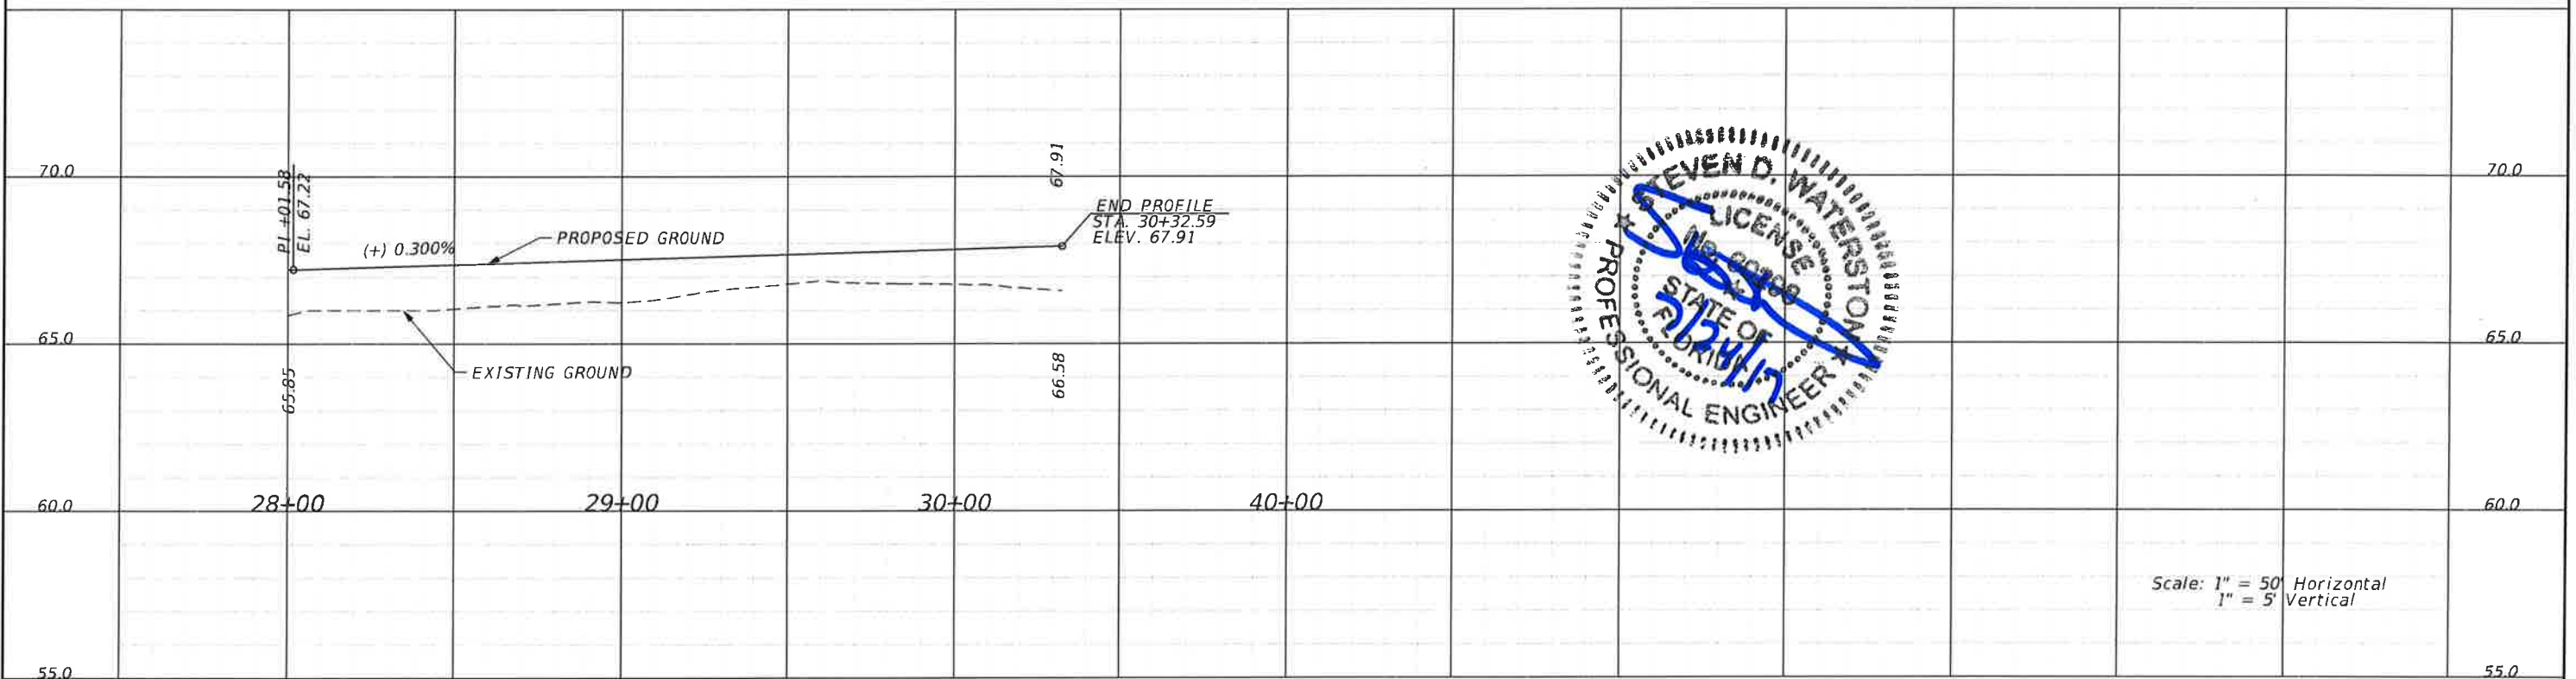 70.0
PI +01.58
EL. 67.22
(+) 0.300%
PROPOSED GROUND
67.91
END PROFILE
STA. 30+32.59
ELEV. 67.91
70.0
65.0
65.85
EXISTING GROUND
66.58
65.0
STEVEN D. WATERSTON
LICENSE
No.
STATE OF
FLORIDA
PROFESSIONAL ENGINEER
60.0
28+00
29+00
30+00
40+00
60.0
Scale: 1" = 50' Horizontal
1" = 5' Vertical
55.0
55.0